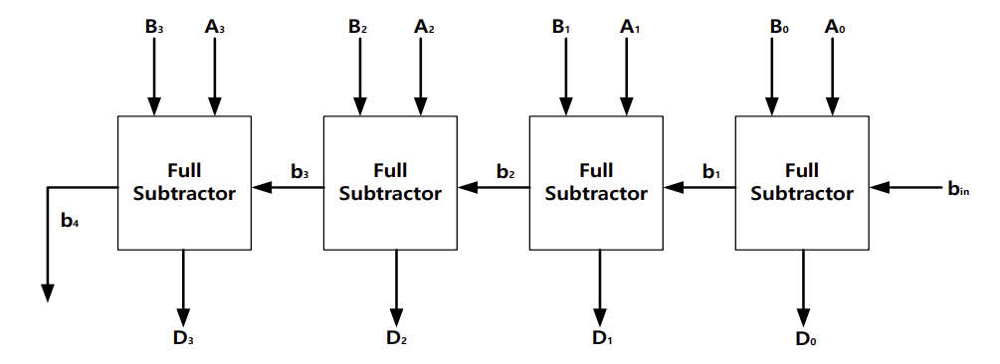 B₃ A₃ B₂ A₂ B₁ A₁ B₀ A₀
Full Subtractor
Full Subtractor
Full Subtractor
Full Subtractor
b₃ b₂ b₁ bᵢₙ
b₄
D₃ D₂ D₁ D₀